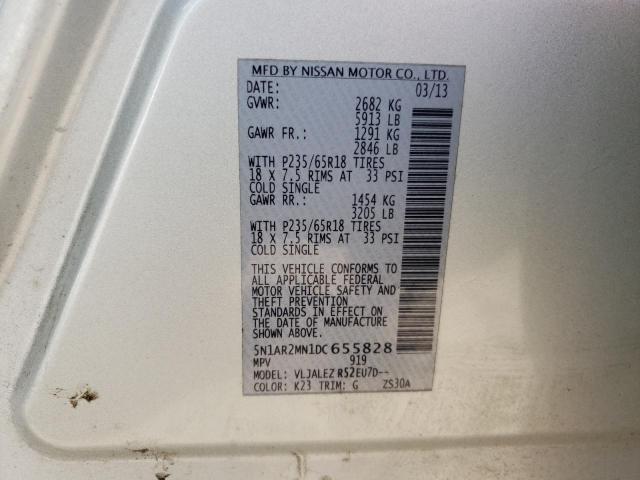 MFD BY NISSAN MOTOR CO., LTD.
DATE: 03/13
GVWR: 2682 KG
5913 LB
GAWR FR.: 1291 KG
2846 LB
WITH P235/65R18 TIRES
18 X 7.5 RIMS AT 33 PSI
COLD SINGLE
GAWR RR.: 1454 KG
3205 LB
WITH P235/65R18 TIRES
18 X 7.5 RIMS AT 33 PSI
COLD SINGLE
THIS VEHICLE CONFORMS TO
ALL APPLICABLE FEDERAL
MOTOR VEHICLE SAFETY AND
THEFT PREVENTION
STANDARDS IN EFFECT ON
THE DATE OF MANUFACTURE
SHOWN ABOVE.
5N1AR2MN1DC655828
MPV 919
MODEL: VLJALEZ R52EU7D--
COLOR: K23 TRIM: G ZS30A